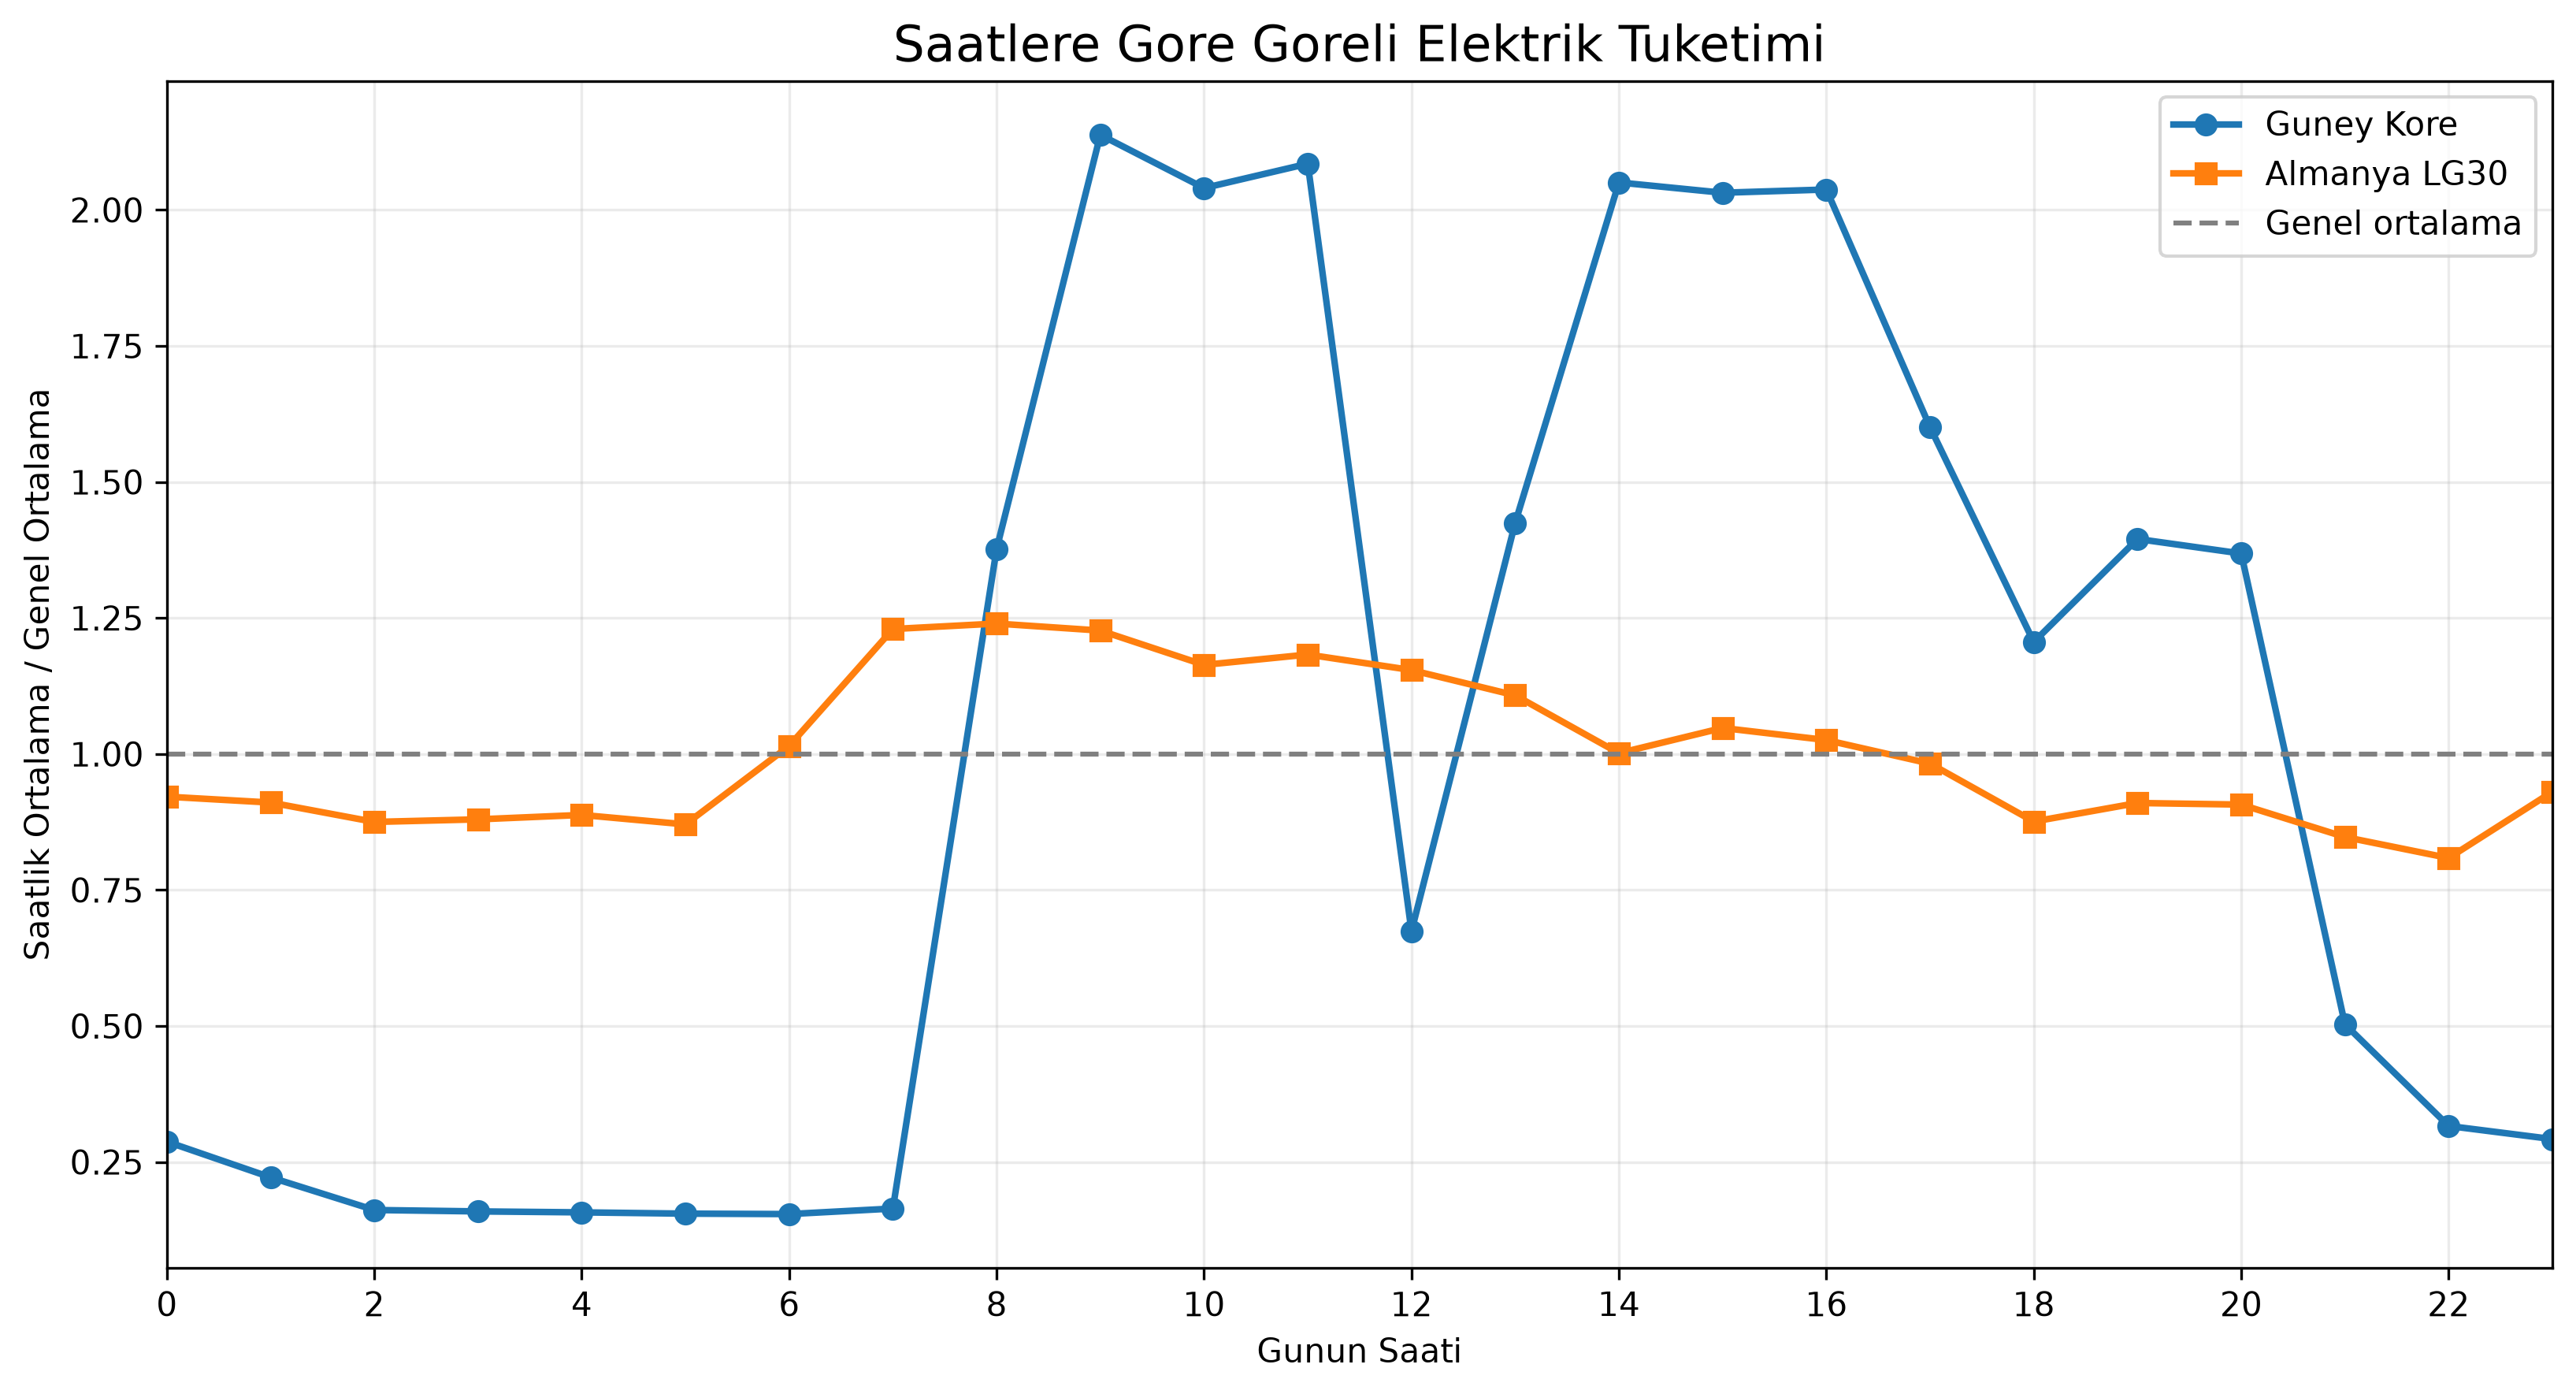 Saatlere Gore Goreli Elektrik Tuketimi
Guney Kore
Almanya LG30
Genel ortalama
Saatlik Ortalama / Genel Ortalama
2.00
1.75
1.50
1.25
1.00
0.75
0.50
0.25
0 2 4 6 8 10 12 14 16 18 20 22
Gunun Saati